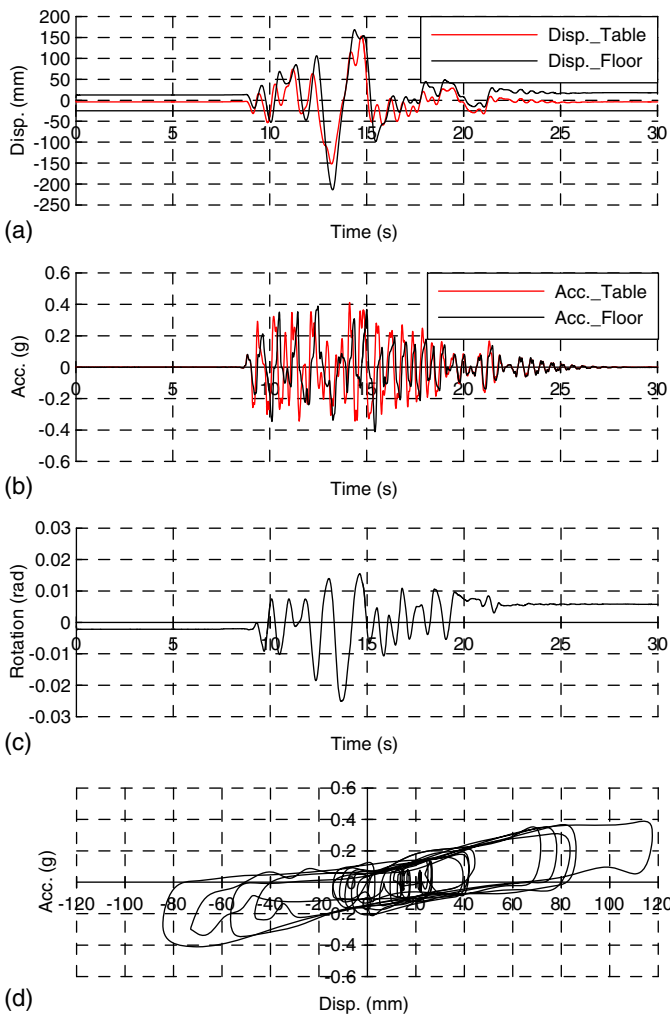 200
150
100
50
0
-50
-100
-150
-200
-250
Disp. (mm)
Disp._Table
Disp._Floor
0 5 10 15 20 25 30
(a)
Time (s)
0.6
0.4
0.2
0
-0.2
-0.4
-0.6
Acc. (g)
Acc._Table
Acc._Floor
0 5 10 15 20 25 30
(b)
Time (s)
0.03
0.02
0.01
0
-0.01
-0.02
-0.03
Rotation (rad)
0 5 10 15 20 25 30
(c)
Time (s)
0.6
0.4
0.2
0
-0.2
-0.4
-0.6
Acc. (g)
-120 -100 -80 -60 -40 -20 0 20 40 60 80 100 120
(d)
Disp. (mm)